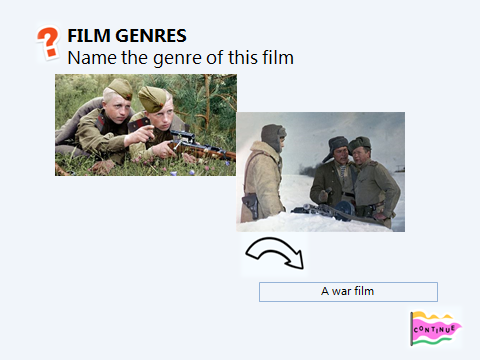 FILM GENRES
Name the genre of this film
A war film
CONTINUE